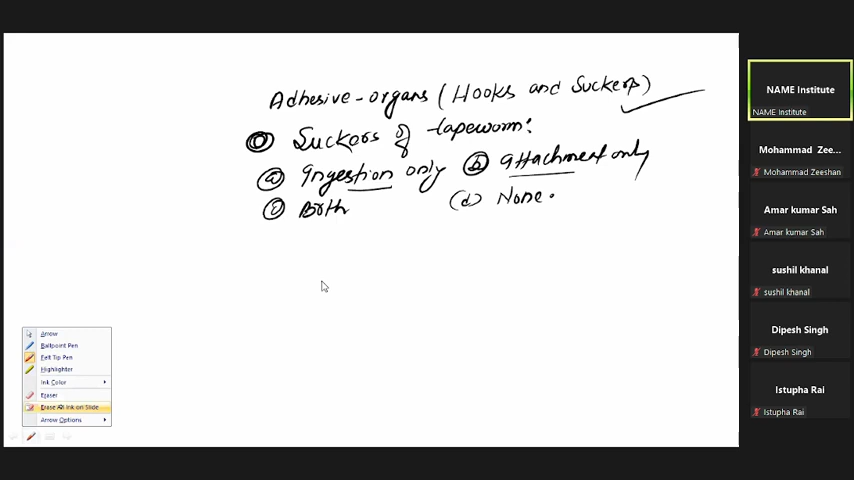 Adhesive-organs (Hooks and Suckers)
Suckers of tapeworm:
(a) Ingestion only (b) attachment only
(c) Both (d) None.
Arrow
Ballpoint Pen
Felt Tip Pen
Highlighter
Ink Color
Eraser
Erase All Ink on Slide
Arrow Options
NAME Institute
NAME Institute
Mohammad Zee...
Mohammad Zeeshan
Amar kumar Sah
Amar kumar Sah
sushil khanal
sushil khanal
Dipesh Singh
Dipesh Singh
Istupha Rai
Istupha Rai